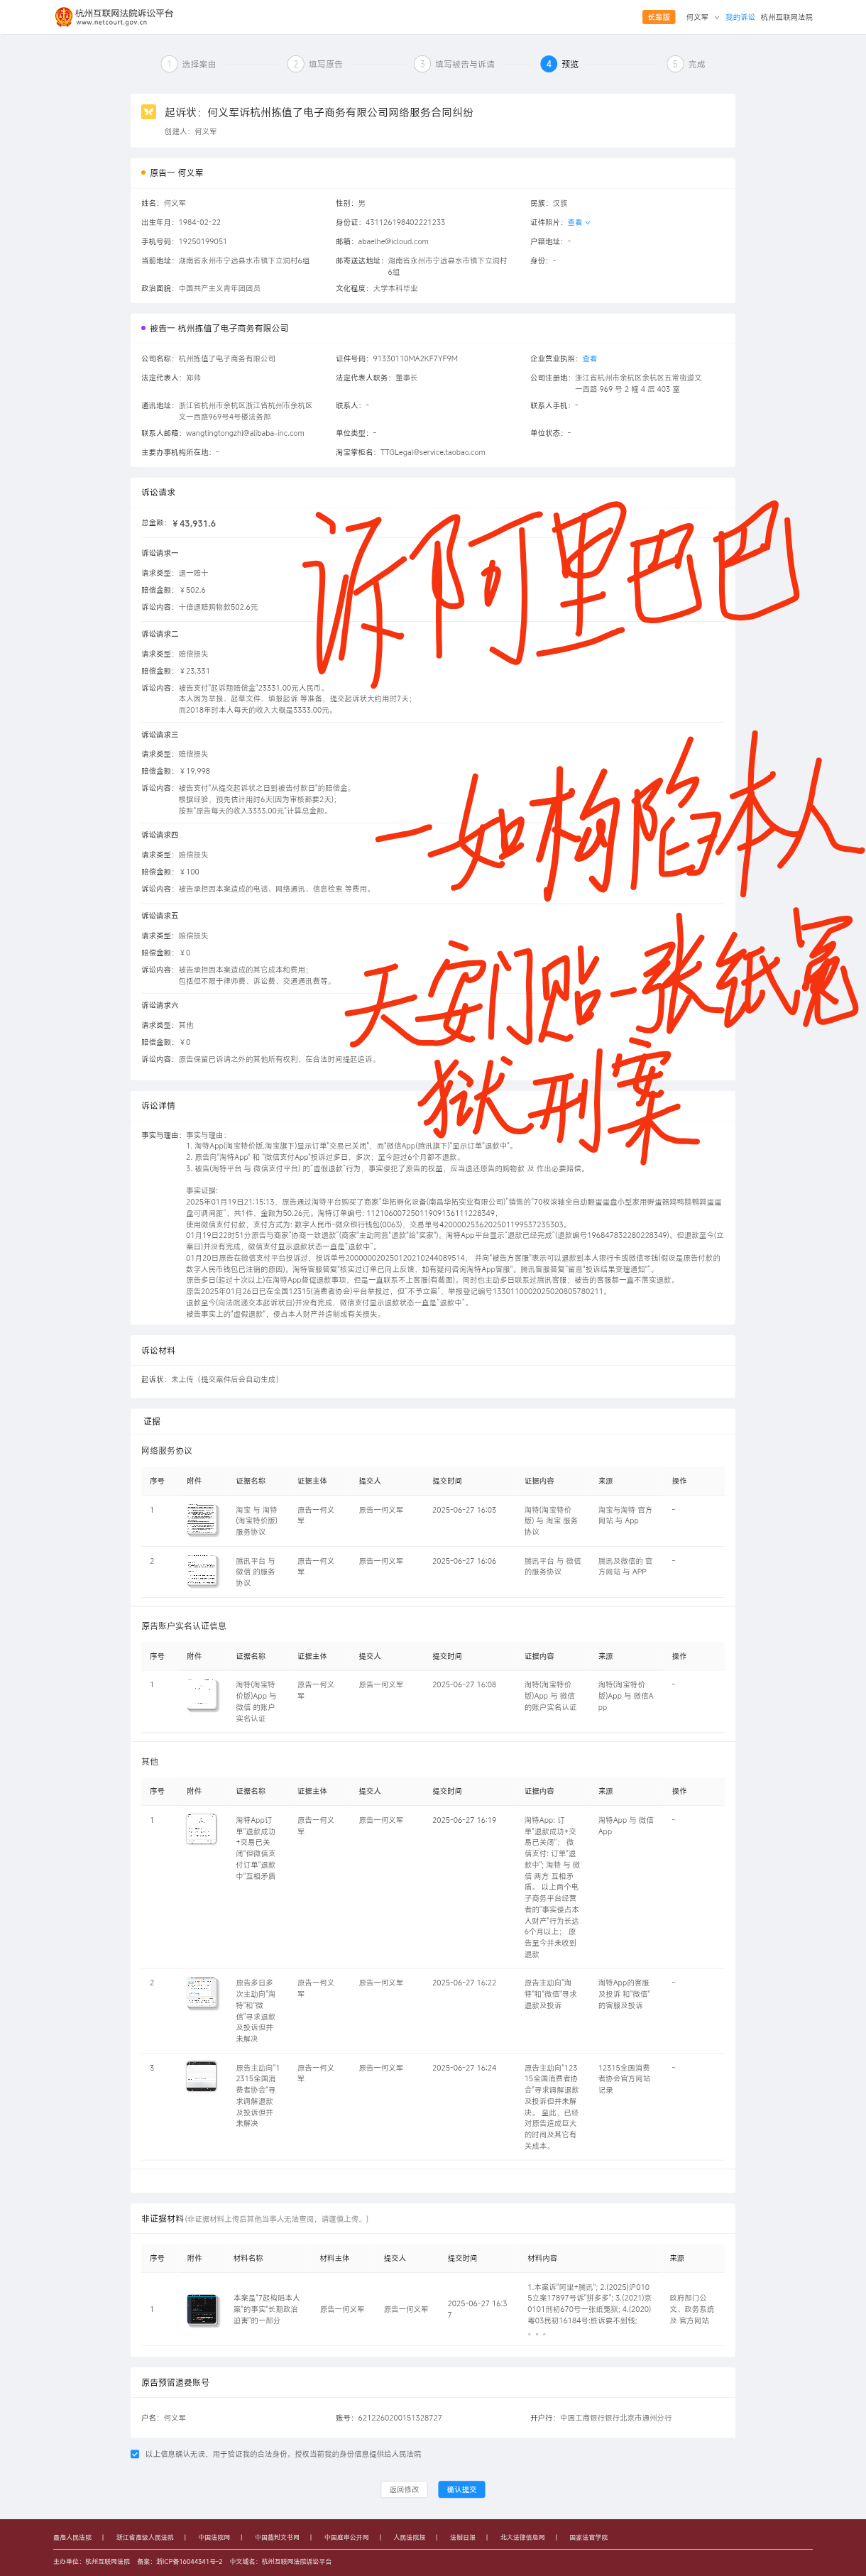 杭州互联网法院诉讼平台
www.netcourt.gov.cn
长辈版 何义军 我的诉讼 杭州互联网法院
1 选择案由 2 填写原告 3 填写被告与诉请 4 预览 5 完成
起诉状：何义军诉杭州拣值了电子商务有限公司网络服务合同纠纷
创建人：何义军
原告一 何义军
姓名：何义军 性别：男 民族：汉族
出生年月：1984-02-22 身份证：431126198402221233 证件照片：查看
手机号码：19250199051 邮箱：abaelhe@icloud.com 户籍地址：-
当前地址：湖南省永州市宁远县水市镇下立洞村6组 邮寄送达地址：湖南省永州市宁远县水市镇下立洞村
6组 身份：-
政治面貌：中国共产主义青年团团员 文化程度：大学本科毕业
被告一 杭州拣值了电子商务有限公司
公司名称：杭州拣值了电子商务有限公司 证件号码：91330110MA2KF7YF9M 企业营业执照：查看
法定代表人：郑帅 法定代表人职务：董事长 公司注册地：浙江省杭州市余杭区余杭区五常街道文
一西路 969 号 2 幢 4 层 403 室
通讯地址：浙江省杭州市余杭区浙江省杭州市余杭区
文一西路969号4号楼法务部 联系人：- 联系人手机：-
联系人邮箱：wangtingtongzhi@alibaba-inc.com 单位类型：- 单位状态：-
主要办事机构所在地：- 淘宝掌柜名：TTGLegal@service.taobao.com
诉讼请求
总金额：￥43,931.6
诉讼请求一
请求类型：退一赔十
赔偿金额：￥502.6
诉讼内容：十倍退赔购物款502.6元
诉讼请求二
请求类型：赔偿损失
赔偿金额：￥23,331
诉讼内容：被告支付"起诉期赔偿金"23331.00元人民币。
本人因为举报、起草文件、填报起诉 等准备，提交起诉状大约用时7天；
而2018年时本人每天的收入大概是3333.00元。
诉讼请求三
请求类型：赔偿损失
赔偿金额：￥19,998
诉讼内容：被告支付"从提交起诉状之日到被告付款日"的赔偿金。
根据经验，预先估计用时6天(因为审核都要2天)；
按照"原告每天的收入3333.00元"计算总金额。
诉讼请求四
请求类型：赔偿损失
赔偿金额：￥100
诉讼内容：被告承担因本案造成的电话、网络通讯、信息检索 等费用。
诉讼请求五
请求类型：赔偿损失
赔偿金额：￥0
诉讼内容：被告承担因本案造成的其它成本和费用；
包括但不限于律师费、诉讼费、交通通讯费等。
诉讼请求六
请求类型：其他
赔偿金额：￥0
诉讼内容：原告保留已诉请之外的其他所有权利，在合法时间提起追诉。
诉阿里巴巴
一如构陷本人
天安门贴一张纸冤
狱刑案
诉讼详情
事实与理由：事实与理由：
1. 淘特App(淘宝特价版,淘宝旗下)显示订单"交易已关闭"，而"微信App(腾讯旗下)"显示订单"退款中"。
2. 原告向"淘特App" 和 "微信支付App"投诉过多日，多次；至今超过6个月都不退款。
3. 被告(淘特平台 与 微信支付平台) 的"虚假退款"行为，事实侵犯了原告的权益，应当退还原告的购物款 及 作出必要赔偿。
事实证据：
2025年01月19日21:15:13，原告通过淘特平台购买了商家"华拓孵化设备(南昌华拓实业有限公司)"销售的"70枚滚轴全自动翻蛋蛋盘小型家用孵蛋器鸡鸭鹅鹌鹑蛋蛋
盘可调间距"，共1件，金额为50.26元。淘特订单编号: 1121060072501190913611122834​9，
使用微信支付付款，支付方式为: 数字人民币-微众银行钱包(0063)，交易单号4200002536202501199537235303。
01月19日22时51分原告与商家"协商一致退款"(商家"主动同意"退款"给"买家")。淘特App平台显示"退款已经完成"(退款编号196847832280228349)。但退款至今(立
案日)并没有完成，微信支付显示退款状态一直是"退款中"。
01月20日原告在微信支付平台投诉过，投诉单号200000020250120210244089514， 并向"被告方客服"表示可以退款到本人银行卡或微信零钱(假设是原告付款的
数字人民币钱包已注销的原因)。淘特客服答复"核实过订单已向上反馈，如有疑问咨询淘特App客服"。腾讯客服答复"留意"投诉结果受理通知""。
原告多日(超过十次以上)在淘特App督促退款事项，但是一直联系不上客服(有截图)。同时也主动多日联系过腾讯客服；被告的客服都一直不落实退款。
原告2025年01月26日已在全国12315(消费者协会)平台举报过，但"不予立案"，举报登记编号1330110002025020805780211。
退款至今(向法院递交本起诉状日)并没有完成，微信支付显示退款状态一直是"退款中"。
被告事实上的"虚假退款"，侵占本人财产并造制成有关损失。
诉讼材料
起诉状：未上传（提交案件后会自动生成）
证据
网络服务协议
序号 附件 证据名称 证据主体 提交人 提交时间 证据内容 来源 操作
1 淘宝 与 淘特(淘宝特价版)服务协议 原告一何义军 原告一何义军 2025-06-27 16:03 淘特(淘宝特价版) 与 淘宝 服务协议 淘宝与淘特 官方网站 与 App -
2 腾讯平台 与 微信 的服务协议 原告一何义军 原告一何义军 2025-06-27 16:06 腾讯平台 与 微信 的服务协议 腾讯及微信的 官方网站 与 APP -
原告账户实名认证信息
序号 附件 证据名称 证据主体 提交人 提交时间 证据内容 来源 操作
1 淘特(淘宝特价版)App 与 微信 的账户实名认证 原告一何义军 原告一何义军 2025-06-27 16:08 淘特(淘宝特价版)App 与 微信 的账户实名认证 淘特(淘宝特价版)App 与 微信App -
其他
序号 附件 证据名称 证据主体 提交人 提交时间 证据内容 来源 操作
1 淘特App订单"退款成功+交易已关闭"但微信支付订单"退款中"互相矛盾 原告一何义军 原告一何义军 2025-06-27 16:19 淘特App: 订单"退款成功+交易已关闭"； 微信支付: 订单"退款中"; 淘特 与 微信 两方 互相矛盾。 以上两个电子商务平台经营者的"事实侵占本人财产"行为长达6个月以上； 原告至今并未收到退款 淘特App 与 微信App -
2 原告多日多次主动向"淘特"和"微信"寻求退款及投诉但并未解决 原告一何义军 原告一何义军 2025-06-27 16:22 原告主动向"淘特"和"微信"寻求退款及投诉 淘特App的客服及投诉 和"微信"的客服及投诉 -
3 原告主动向"12315全国消费者协会"寻求调解退款及投诉但并未解决 原告一何义军 原告一何义军 2025-06-27 16:24 原告主动向"12315全国消费者协会"寻求调解退款及投诉但并未解决。 至此，已经对原告造成巨大的时间及其它有关成本。 12315全国消费者协会官方网站记录 -
非证据材料(非证据材料上传后其他当事人无法查阅，请谨慎上传。)
序号 附件 材料名称 材料主体 提交人 提交时间 材料内容 来源
1 本案是"7起构陷本人案"的事实"长期政治迫害"的一部分 原告一何义军 原告一何义军 2025-06-27 16:37 1.本案诉"阿里+腾讯"; 2.(2025)沪0105立案17897号诉"拼多多"; 3.(2021)京0101刑初670号一张纸冤狱; 4.(2020)粤03民初16184号:胜诉要不到钱; 。。。 政府部门公文、政务系统 及 官方网站
原告预留退费账号
户名：何义军 账号：6212260200151328727 开户行：中国工商银行银行北京市通州分行
以上信息确认无误，用于验证我的合法身份。授权当前我的身份信息提供给人民法院
返回修改 确认提交
最高人民法院 | 浙江省高级人民法院 | 中国法院网 | 中国裁判文书网 | 中国庭审公开网 | 人民法院报 | 法制日报 | 北大法律信息网 | 国家法官学院
主办单位：杭州互联网法院 备案：浙ICP备16044341号-2 中文域名：杭州互联网法院诉讼平台